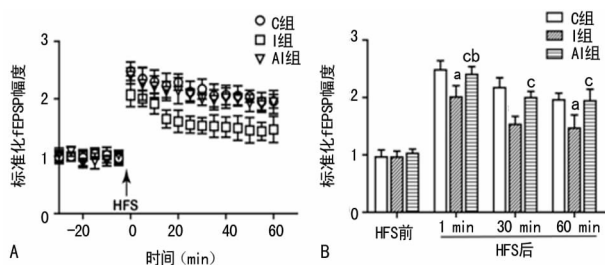 标准化fEPSP幅度
3
2
1
0
C组
I组
AI组
HFS
-20
0
20
40
60
时间(min)
A
标准化fEPSP幅度
3
2
1
0
C组
I组
AI组
a
cb
c
a
c
HFS前
1 min
30 min
60 min
HFS后
B